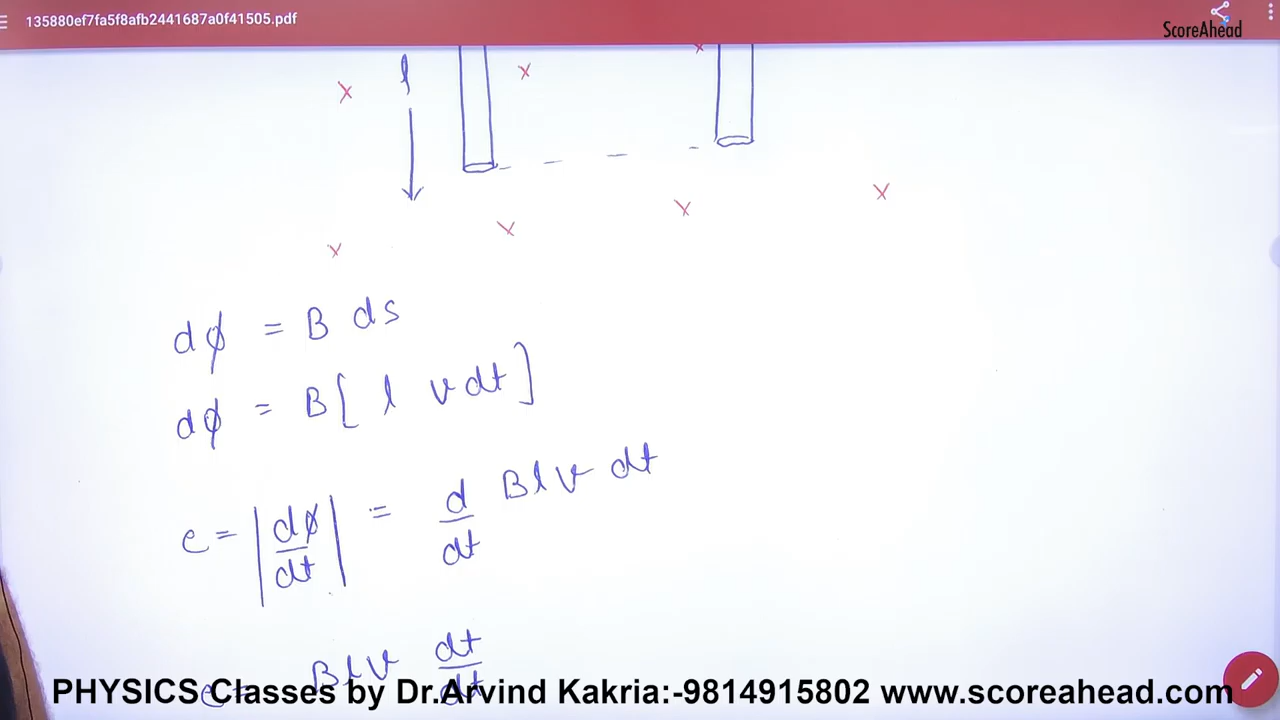 135880ef7fa5f8afb2441687a0f41505.pdf
ScoreAhead
x x x
l
x x x
x
dϕ = B ds
dϕ = B[ l v dt]
e = |dϕ/dt| = d/dt Blv dt
e = Blv dt/dt
PHYSICS Classes by Dr.Arvind Kakria:-9814915802 www.scoreahead.com